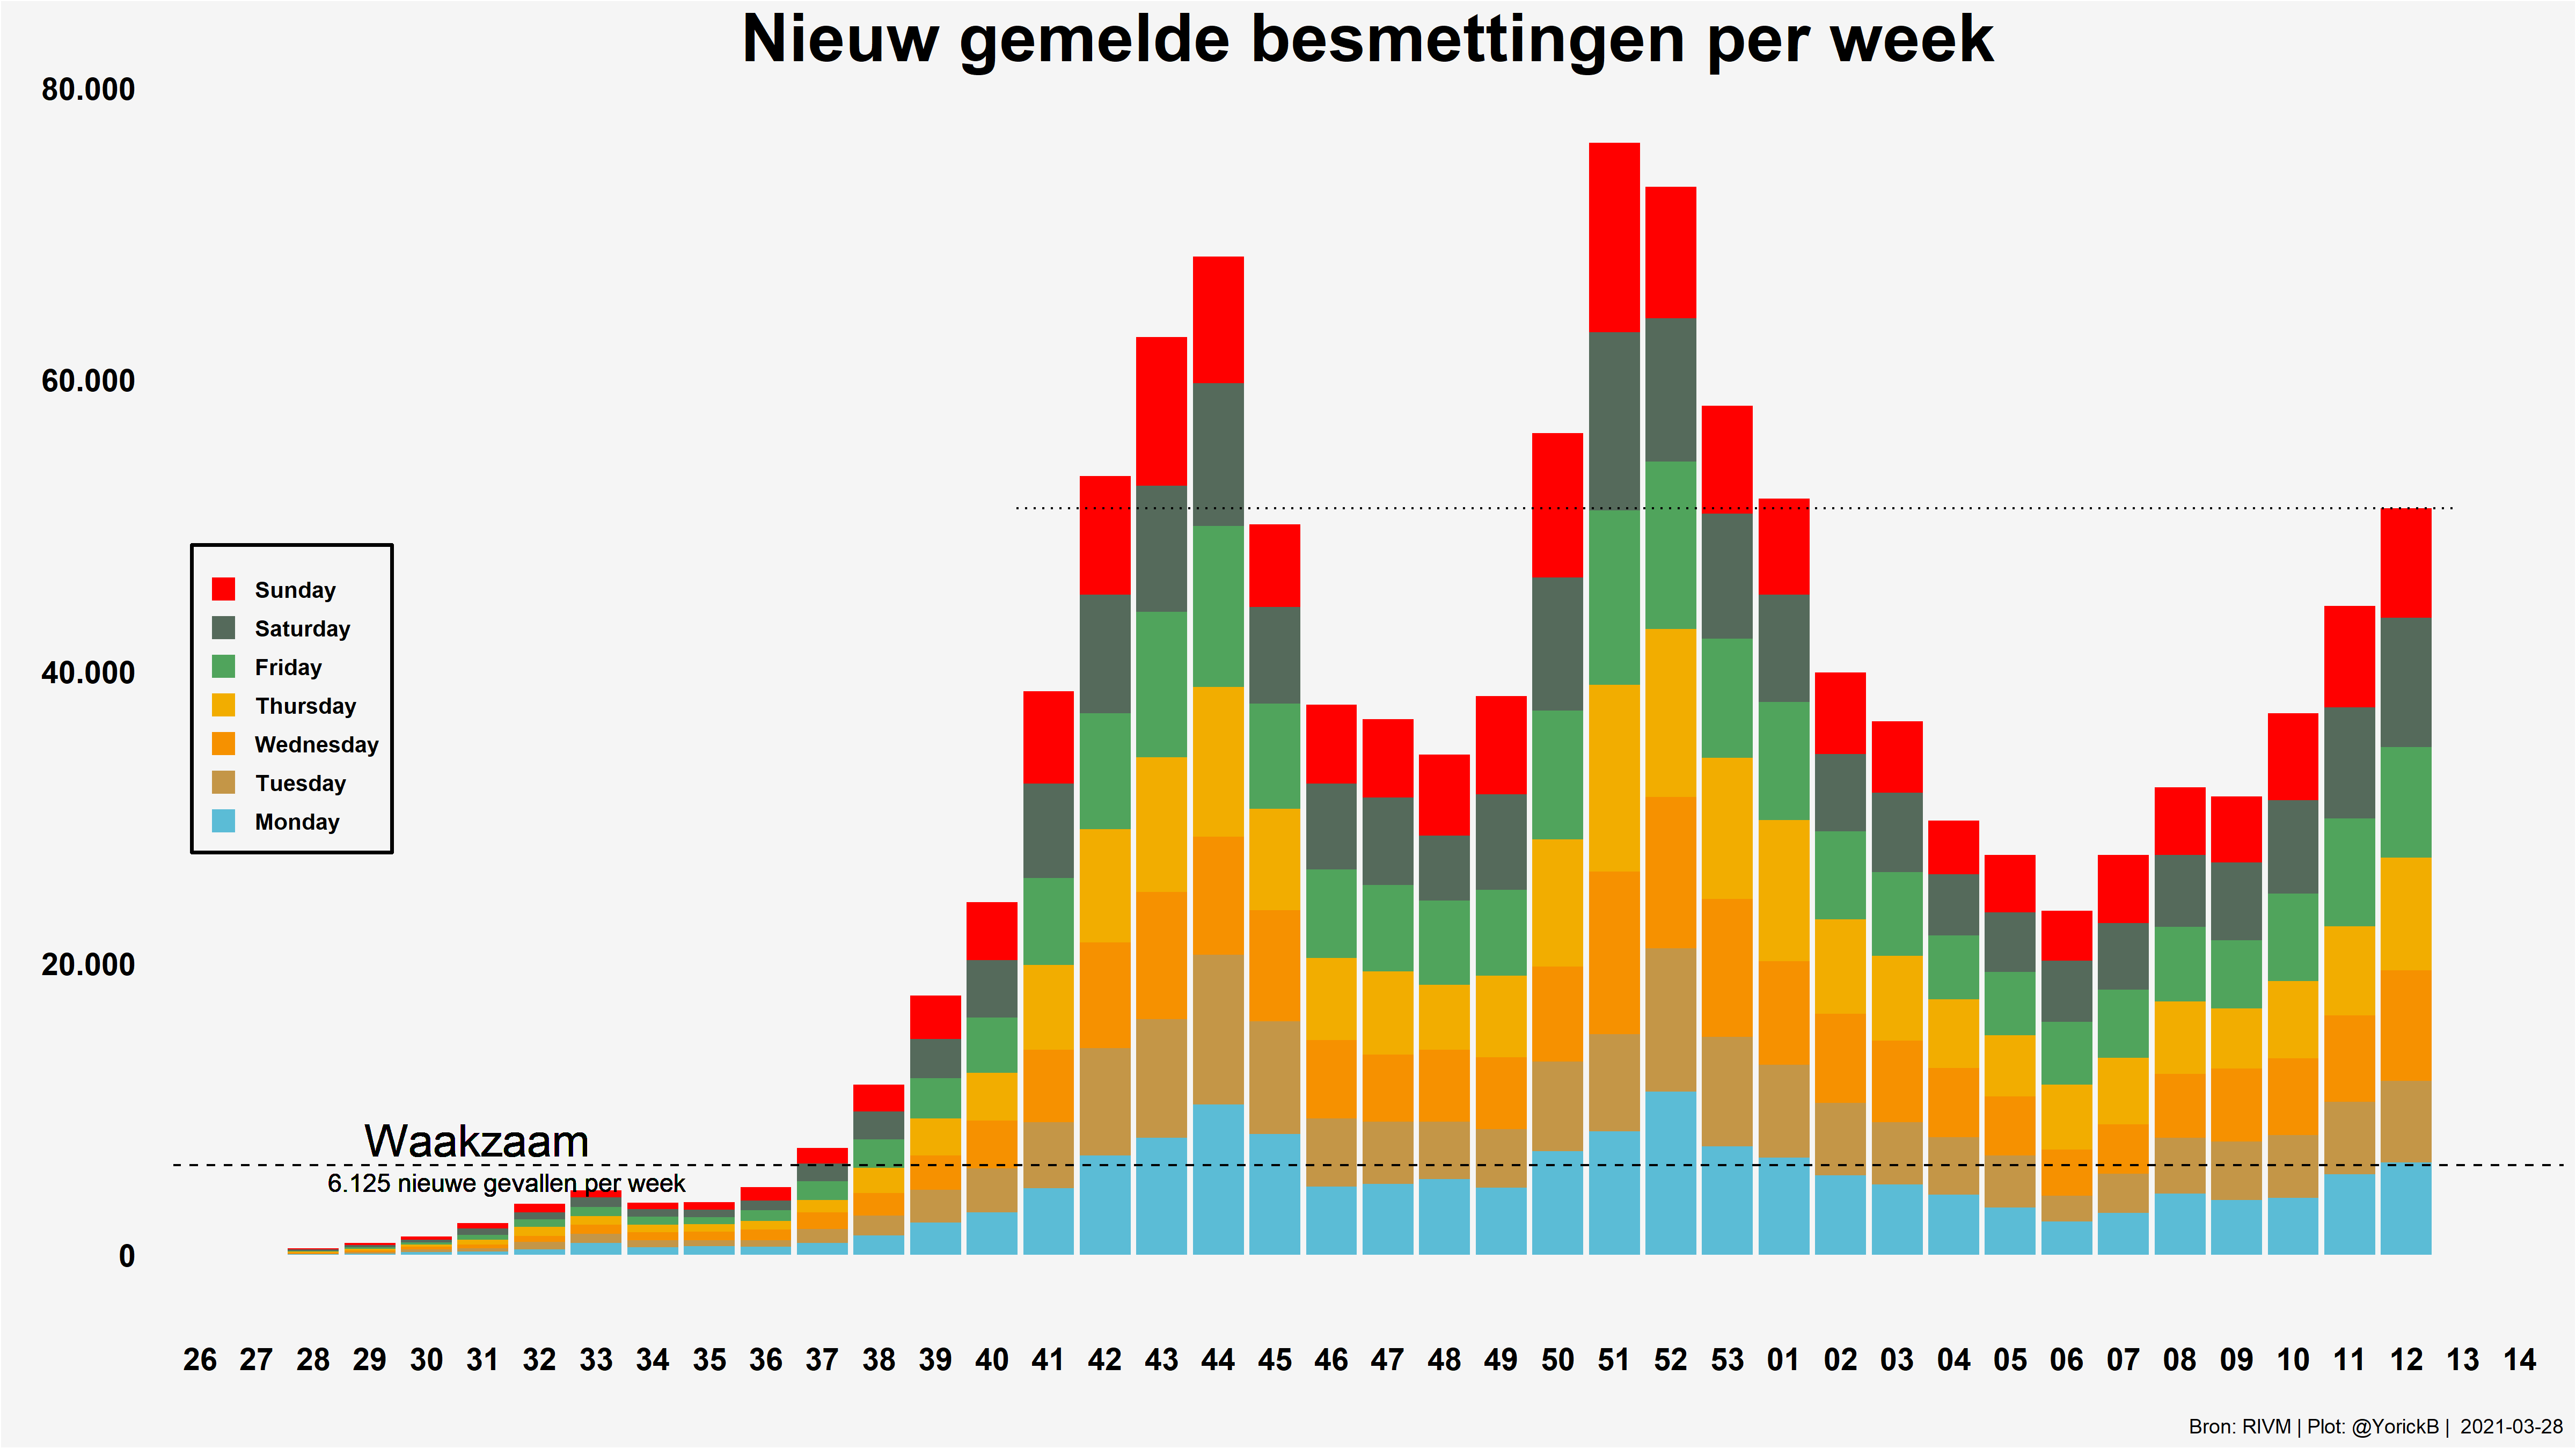 Nieuw gemelde besmettingen per week
80.000
60.000
40.000
20.000
0
Sunday
Saturday
Friday
Thursday
Wednesday
Tuesday
Monday
Waakzaam
6.125 nieuwe gevallen per week
26 27 28 29 30 31 32 33 34 35 36 37 38 39 40 41 42 43 44 45 46 47 48 49 50 51 52 53 01 02 03 04 05 06 07 08 09 10 11 12 13 14
Bron: RIVM | Plot: @YorickB | 2021-03-28